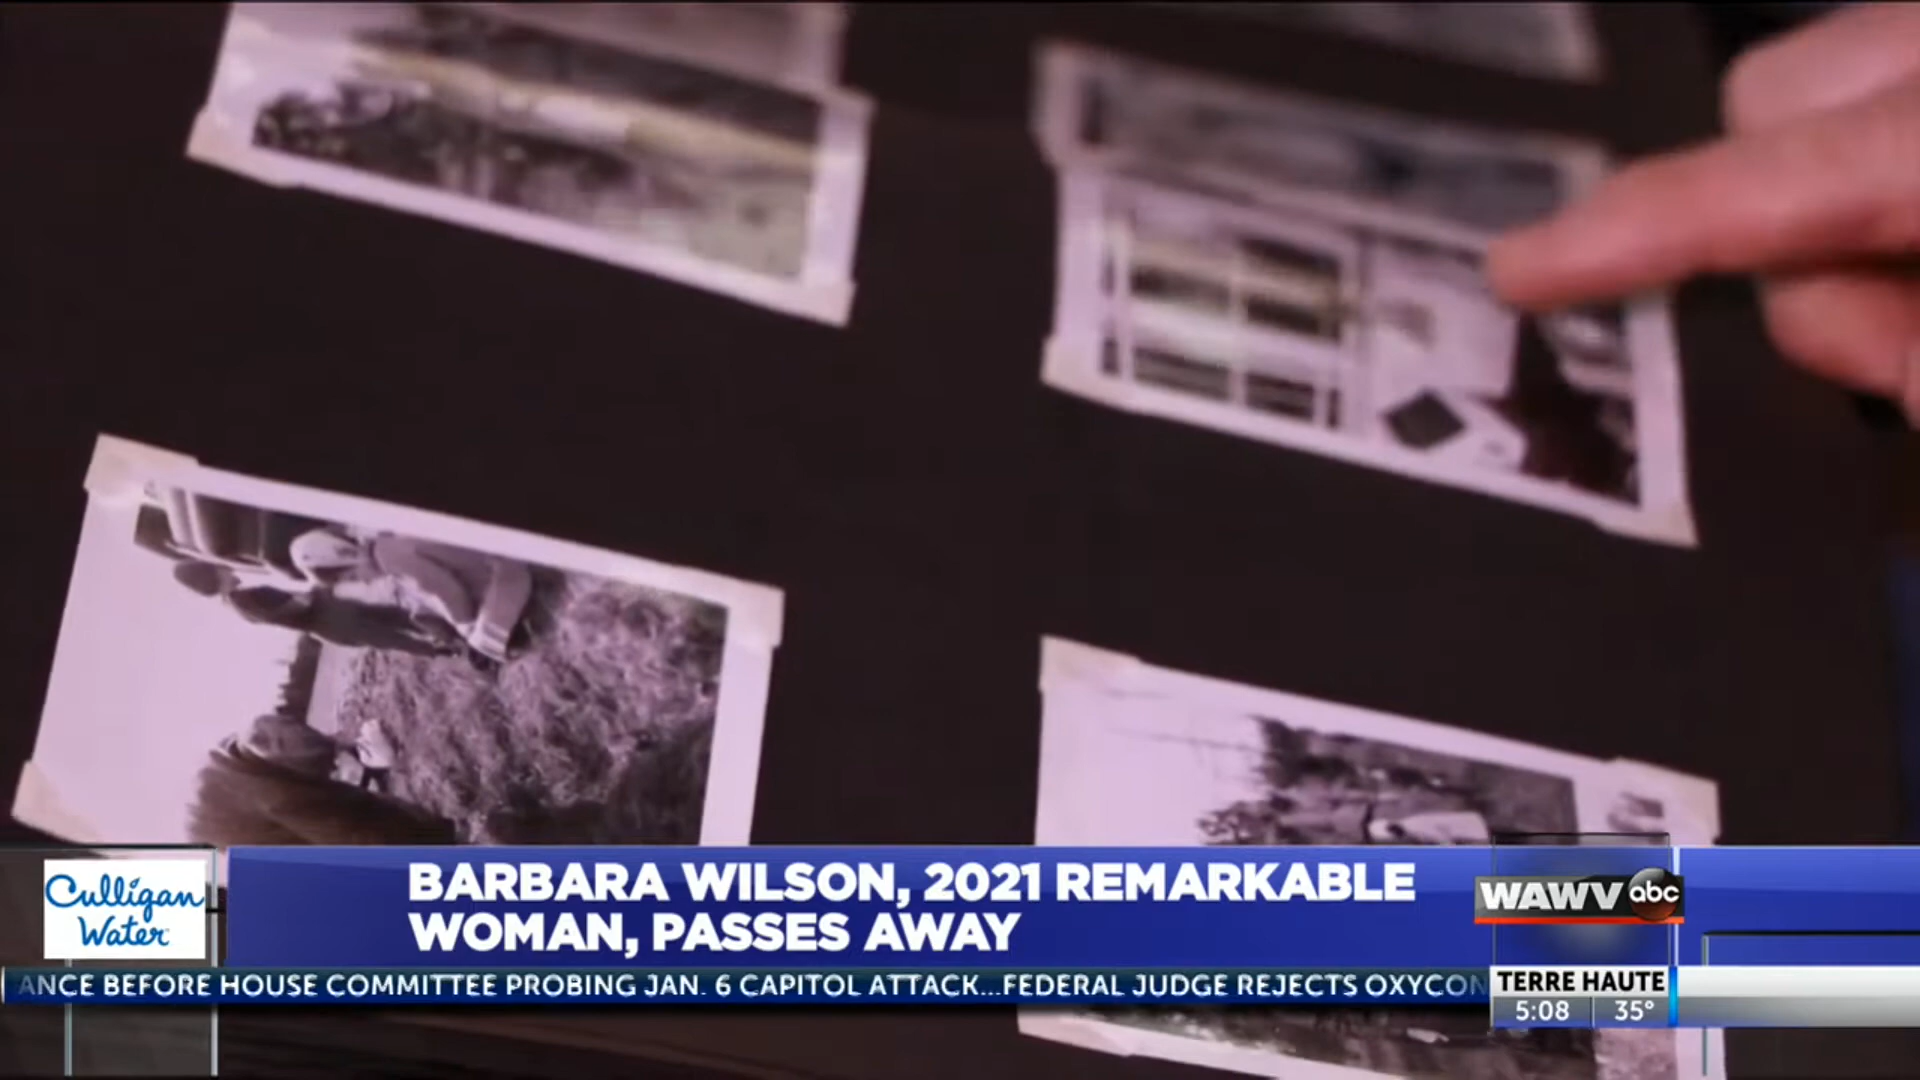 Culligan
Water
BARBARA WILSON, 2021 REMARKABLE
WOMAN, PASSES AWAY
WAWV abc
ANCE BEFORE HOUSE COMMITTEE PROBING JAN. 6 CAPITOL ATTACK...FEDERAL JUDGE REJECTS OXYCON
TERRE HAUTE
5:08 35°